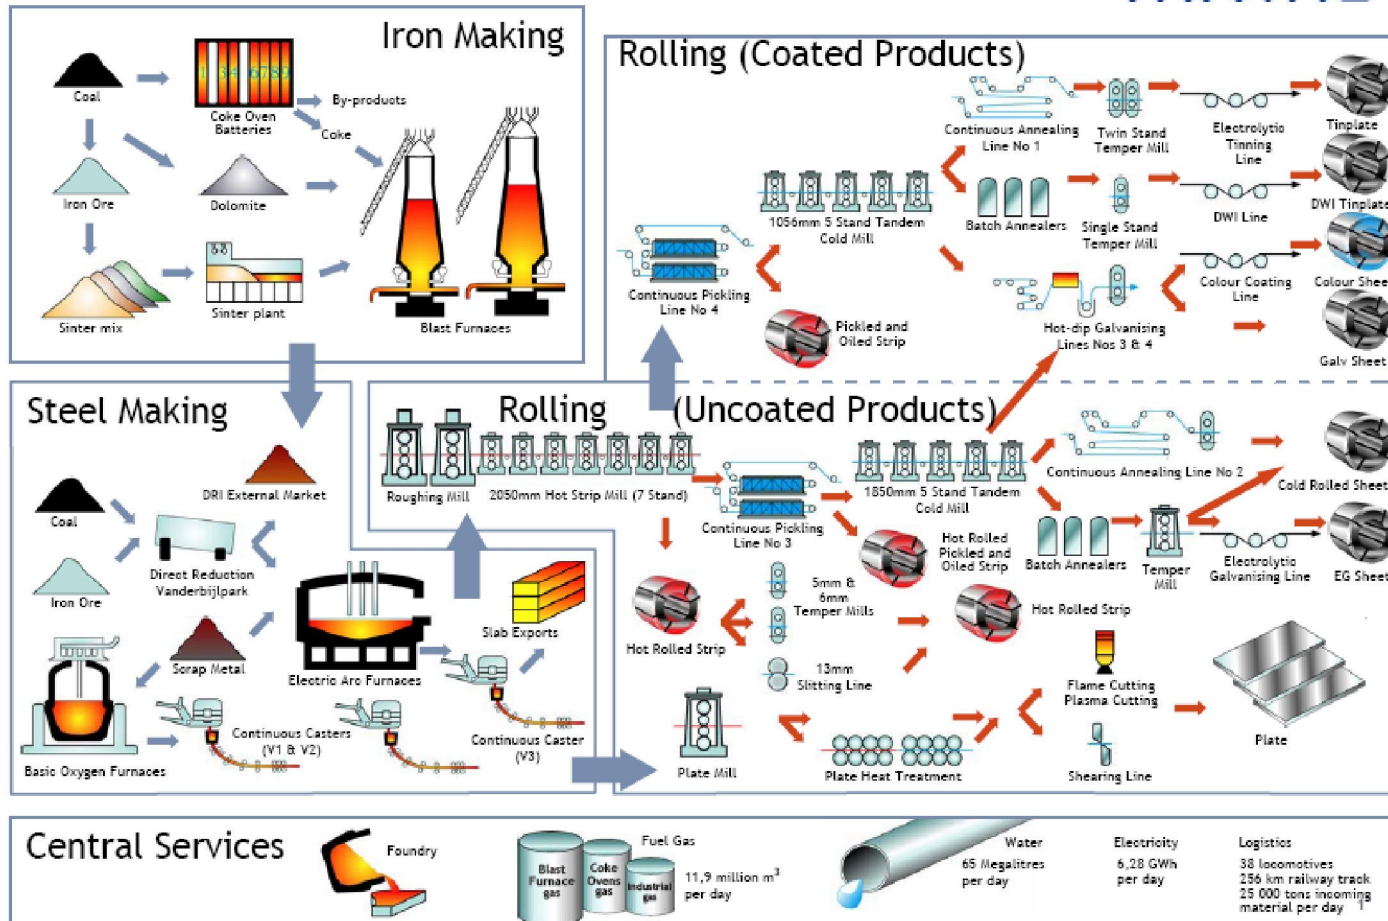 Iron Making
Coal
1 34 6789
Coke Oven
Batteries
By-products
Coke
Iron Ore
Dolomite
Sinter mix
Sinter plant
Blast Furnaces
Rolling (Coated Products)
Continuous Annealing
Line No 1
Twin Stand
Temper Mill
Electrolytic
Tinning
Line
Tinplate
1056mm 5 Stand Tandem
Cold Mill
Batch Annealers
Single Stand
Temper Mill
DWI Line
DWI Tinplate
Continuous Pickling
Line No 4
Pickled and
Oiled Strip
Hot-dip Galvanising
Lines Nos 3 & 4
Colour Coating
Line
Colour Sheet
Galv Sheet
Steel Making
Coal
DRI External Market
Iron Ore
Direct Reduction
Vanderbijlpark
Scrap Metal
Electric Arc Furnaces
Slab Exports
Basic Oxygen Furnaces
Continuous Casters
(V1 & V2)
Continuous Caster
(V3)
Rolling (Uncoated Products)
Roughing Mill
2050mm Hot Strip Mill (7 Stand)
Continuous Pickling
Line No 3
1850mm 5 Stand Tandem
Cold Mill
Continuous Annealing Line No 2
Cold Rolled Sheet
Batch Annealers
Temper
Mill
Electrolytic
Galvanising Line
EG Sheet
Hot Rolled
Pickled and
Oiled Strip
Hot Rolled Strip
5mm &
6mm
Temper Mills
13mm
Slitting Line
Hot Rolled Strip
Plate Mill
Plate Heat Treatment
Flame Cutting
Plasma Cutting
Shearing Line
Plate
Central Services
Foundry
Blast
Furnace
gas
Coke
Ovens
gas
Industrial
gas
Fuel Gas
11,9 million m³
per day
Water
65 Megalitres
per day
Electricity
6,28 GWh
per day
Logistics
38 locomotives
256 km railway track
25 000 tons incoming
material per day
1